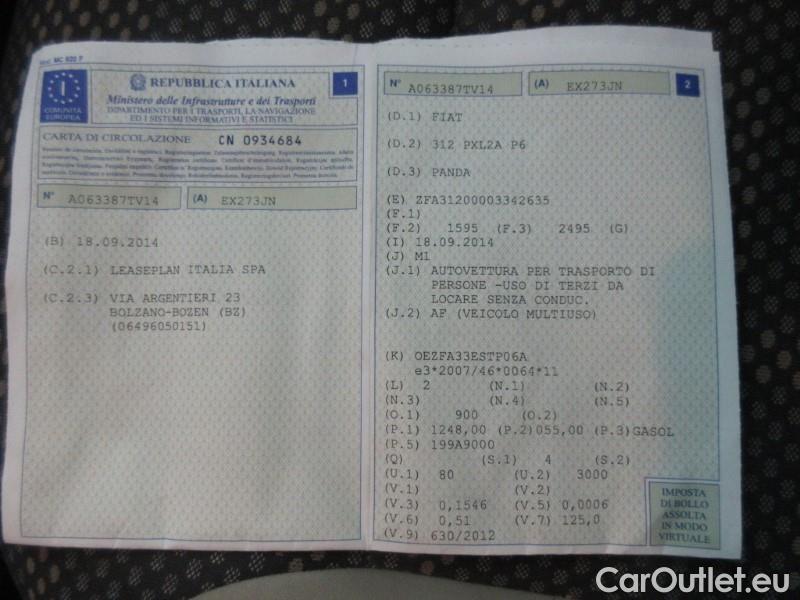 Mod. MC 820 F
I
COMUNITÀ
EUROPEA
REPUBBLICA ITALIANA
1
Ministero delle Infrastrutture e dei Trasporti
DIPARTIMENTO PER I TRASPORTI, LA NAVIGAZIONE
ED I SISTEMI INFORMATIVI E STATISTICI
CARTA DI CIRCOLAZIONE CN 0934684
N° A063387TV14 (A) EX273JN
(B) 18.09.2014
(C.2.1) LEASEPLAN ITALIA SPA
(C.2.3) VIA ARGENTIERI 23
BOLZANO-BOZEN (BZ)
(06496050151)
N° A063387TV14 (A) EX273JN 2
(D.1) FIAT
(D.2) 312 PXL2A P6
(D.3) PANDA
(E) ZFA31200003342635
(F.1)
(F.2) 1595 (F.3) 2495 (G)
(I) 18.09.2014
(J) M1
(J.1) AUTOVETTURA PER TRASPORTO DI
PERSONE -USO DI TERZI DA
LOCARE SENZA CONDUC.
(J.2) AF (VEICOLO MULTIUSO)
(K) OEZFA33ESTP06A
e3*2007/46*0064*11
(L) 2 (N.1) (N.2)
(N.3) (N.4) (N.5)
(O.1) 900 (O.2)
(P.1) 1248,00 (P.2)055,00 (P.3)GASOL
(P.5) 199A9000
(Q) (S.1) 4 (S.2)
(U.1) 80 (U.2) 3000
(V.1) (V.2)
(V.3) 0,1546 (V.5) 0,0006
(V.6) 0,51 (V.7) 125,0
(V.9) 630/2012
IMPOSTA
DI BOLLO
ASSOLTA
IN MODO
VIRTUALE
CarOutlet.eu